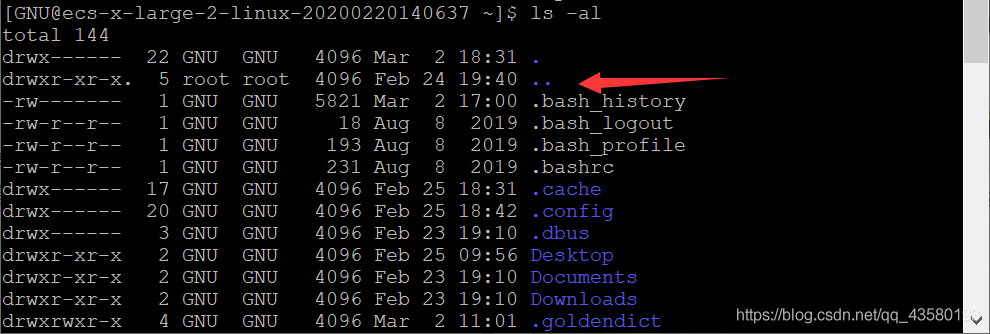 [GNU@ecs-x-large-2-linux-20200220140637 ~]$ ls -al
total 144
drwx------ 22 GNU GNU 4096 Mar 2 18:31 .
drwxr-xr-x. 5 root root 4096 Feb 24 19:40 ..
-rw------- 1 GNU GNU 5821 Mar 2 17:00 .bash_history
-rw-r--r-- 1 GNU GNU 18 Aug 8 2019 .bash_logout
-rw-r--r-- 1 GNU GNU 193 Aug 8 2019 .bash_profile
-rw-r--r-- 1 GNU GNU 231 Aug 8 2019 .bashrc
drwx------ 17 GNU GNU 4096 Feb 25 18:31 .cache
drwx------ 20 GNU GNU 4096 Feb 25 18:42 .config
drwx------ 3 GNU GNU 4096 Feb 23 19:10 .dbus
drwxr-xr-x 2 GNU GNU 4096 Feb 25 09:56 Desktop
drwxr-xr-x 2 GNU GNU 4096 Feb 23 19:10 Documents
drwxr-xr-x 2 GNU GNU 4096 Feb 23 19:10 Downloads
drwxrwxr-x 4 GNU GNU 4096 Mar 2 11:01 .goldendict